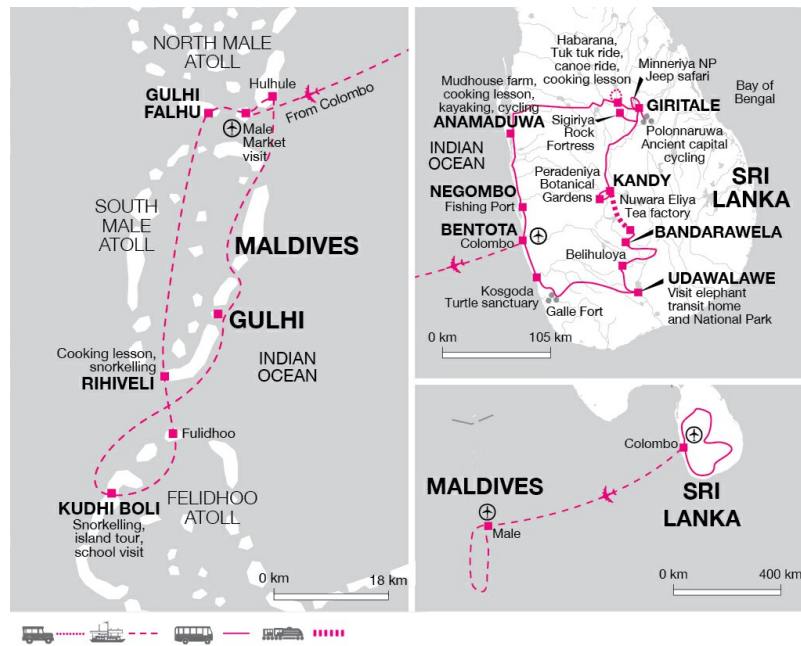 NORTH MALE
ATOLL
Hulhule
GULHI
FALHU
From Colombo
Male
Market
visit
SOUTH
MALE
ATOLL
MALDIVES
GULHI
Cooking lesson,
snorkelling
RIHIVELI
INDIAN
OCEAN
Fulidhoo
KUDHI BOLI
Snorkelling,
island tour,
school visit
FELIDHOO
ATOLL
0 km
18 km
Habarana,
Tuk tuk ride,
canoe ride,
cooking lesson
Minneriya NP
Jeep safari
Mudhouse farm,
cooking lesson,
kayaking, cycling
ANAMADUWA
GIRITALE
Bay of
Bengal
Sigiriya
Rock
Fortress
Polonnaruwa
Ancient capital
cycling
INDIAN
OCEAN
Peradeniya
Botanical
Gardens
KANDY
SRI
LANKA
NEGOMBO
Fishing Port
Nuwara Eliya
Tea factory
BENTOTA
Colombo
BANDARAWELA
Belihuloya
UDAWALAWE
Visit elephant
transit home
and National Park
Kosgoda
Turtle sanctuary
Galle Fort
0 km
105 km
Colombo
MALDIVES
SRI
LANKA
Male
0 km
400 km